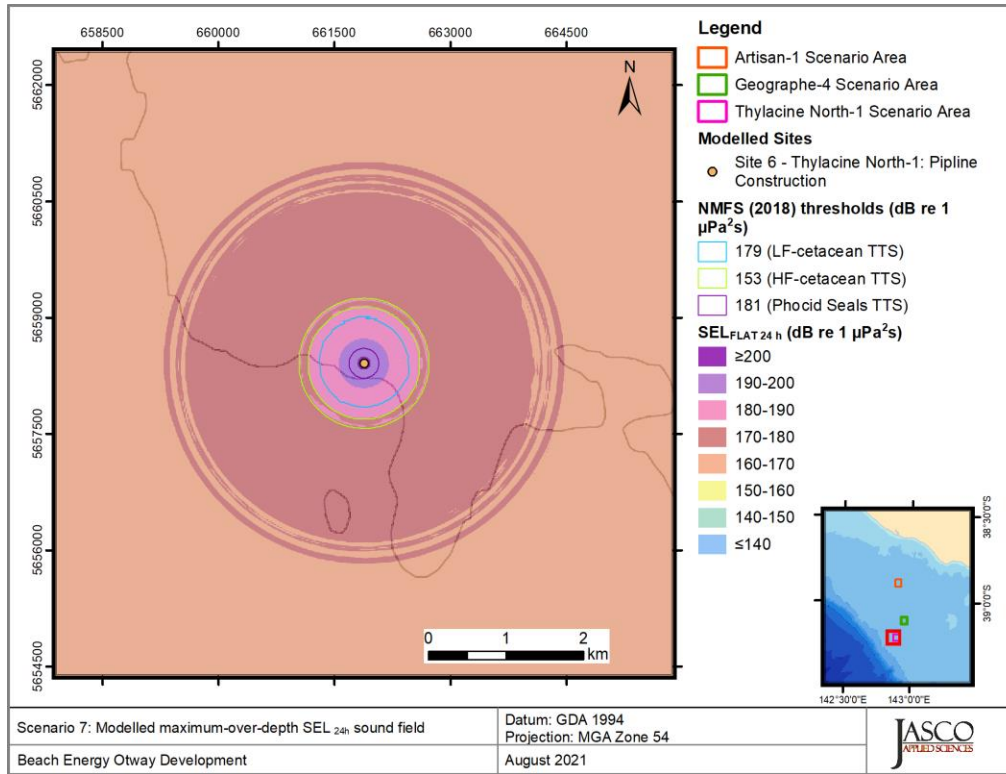 658500 660000 661500 663000 664500
5662000
5660500
5659000
5657500
5656000
5654500
N
0 1 2
km
Legend
Artisan-1 Scenario Area
Geographe-4 Scenario Area
Thylacine North-1 Scenario Area
Modelled Sites
Site 6 - Thylacine North-1: Pipline
Construction
NMFS (2018) thresholds (dB re 1
µPa²s)
179 (LF-cetacean TTS)
153 (HF-cetacean TTS)
181 (Phocid Seals TTS)
SELFLAT 24 h (dB re 1 µPa²s)
≥200
190-200
180-190
170-180
160-170
150-160
140-150
≤140
38°30'0"S
39°0'0"S
142°30'0"E 143°0'0"E
Scenario 7: Modelled maximum-over-depth SEL 24h sound field
Datum: GDA 1994
Projection: MGA Zone 54
Beach Energy Otway Development
August 2021
JASCO
APPLIED SCIENCES